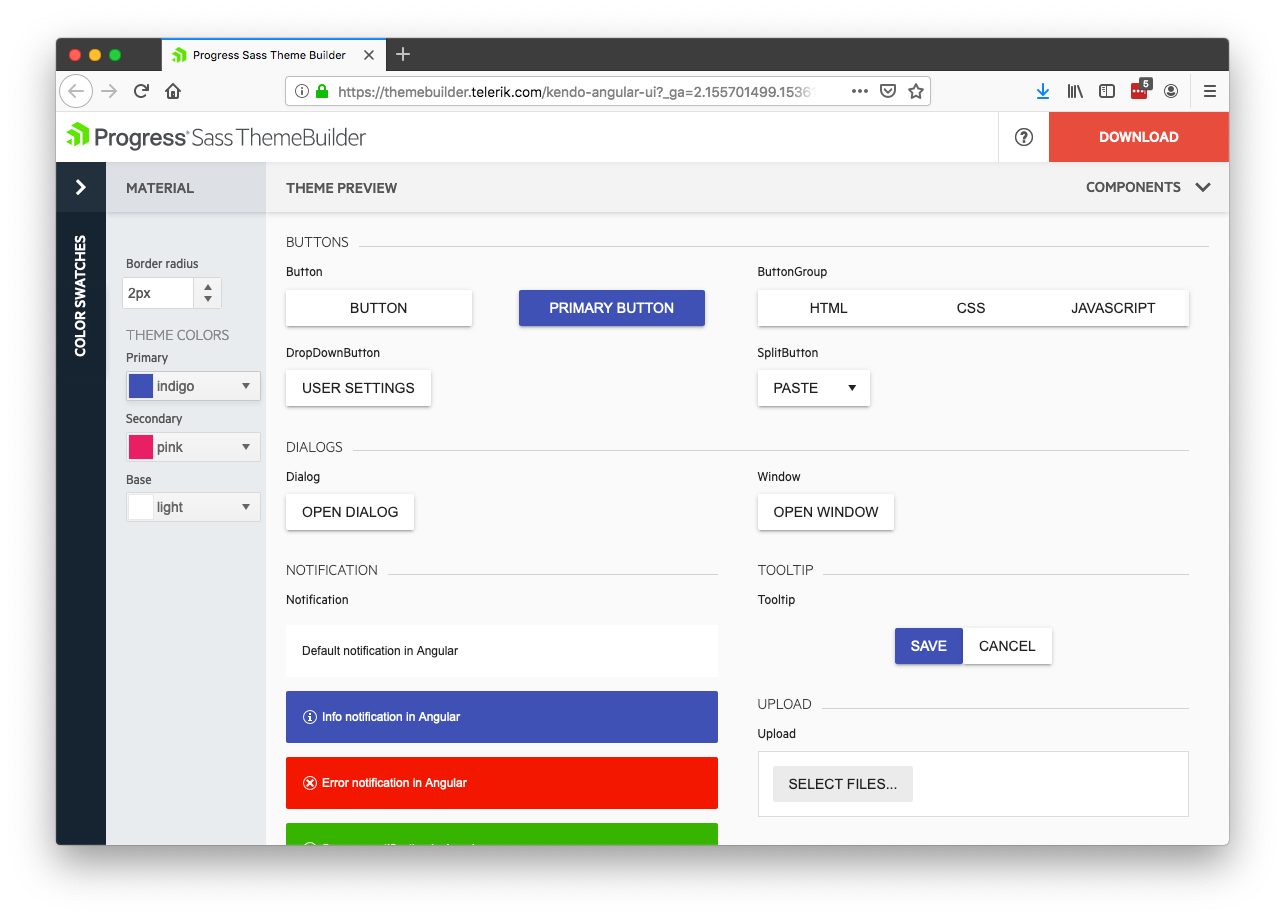 Progress Sass Theme Builder
https://themebuilder.telerik.com/kendo-angular-ui?_ga=2.155701499.1536
5
Progress Sass ThemeBuilder
DOWNLOAD
COLOR SWATCHES
MATERIAL
THEME PREVIEW
COMPONENTS
Border radius
2px
THEME COLORS
Primary
indigo
Secondary
pink
Base
light
BUTTONS
Button
BUTTON
PRIMARY BUTTON
ButtonGroup
HTML CSS JAVASCRIPT
DropDownButton
USER SETTINGS
SplitButton
PASTE
DIALOGS
Dialog
OPEN DIALOG
Window
OPEN WINDOW
NOTIFICATION
Notification
Default notification in Angular
Info notification in Angular
Error notification in Angular
TOOLTIP
Tooltip
SAVE CANCEL
UPLOAD
Upload
SELECT FILES...